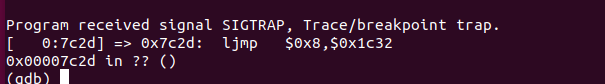 Program received signal SIGTRAP, Trace/breakpoint trap.
[   0:7c2d] => 0x7c2d:  ljmp   $0x8,$0x1c32
0x00007c2d in ?? ()
(gdb)